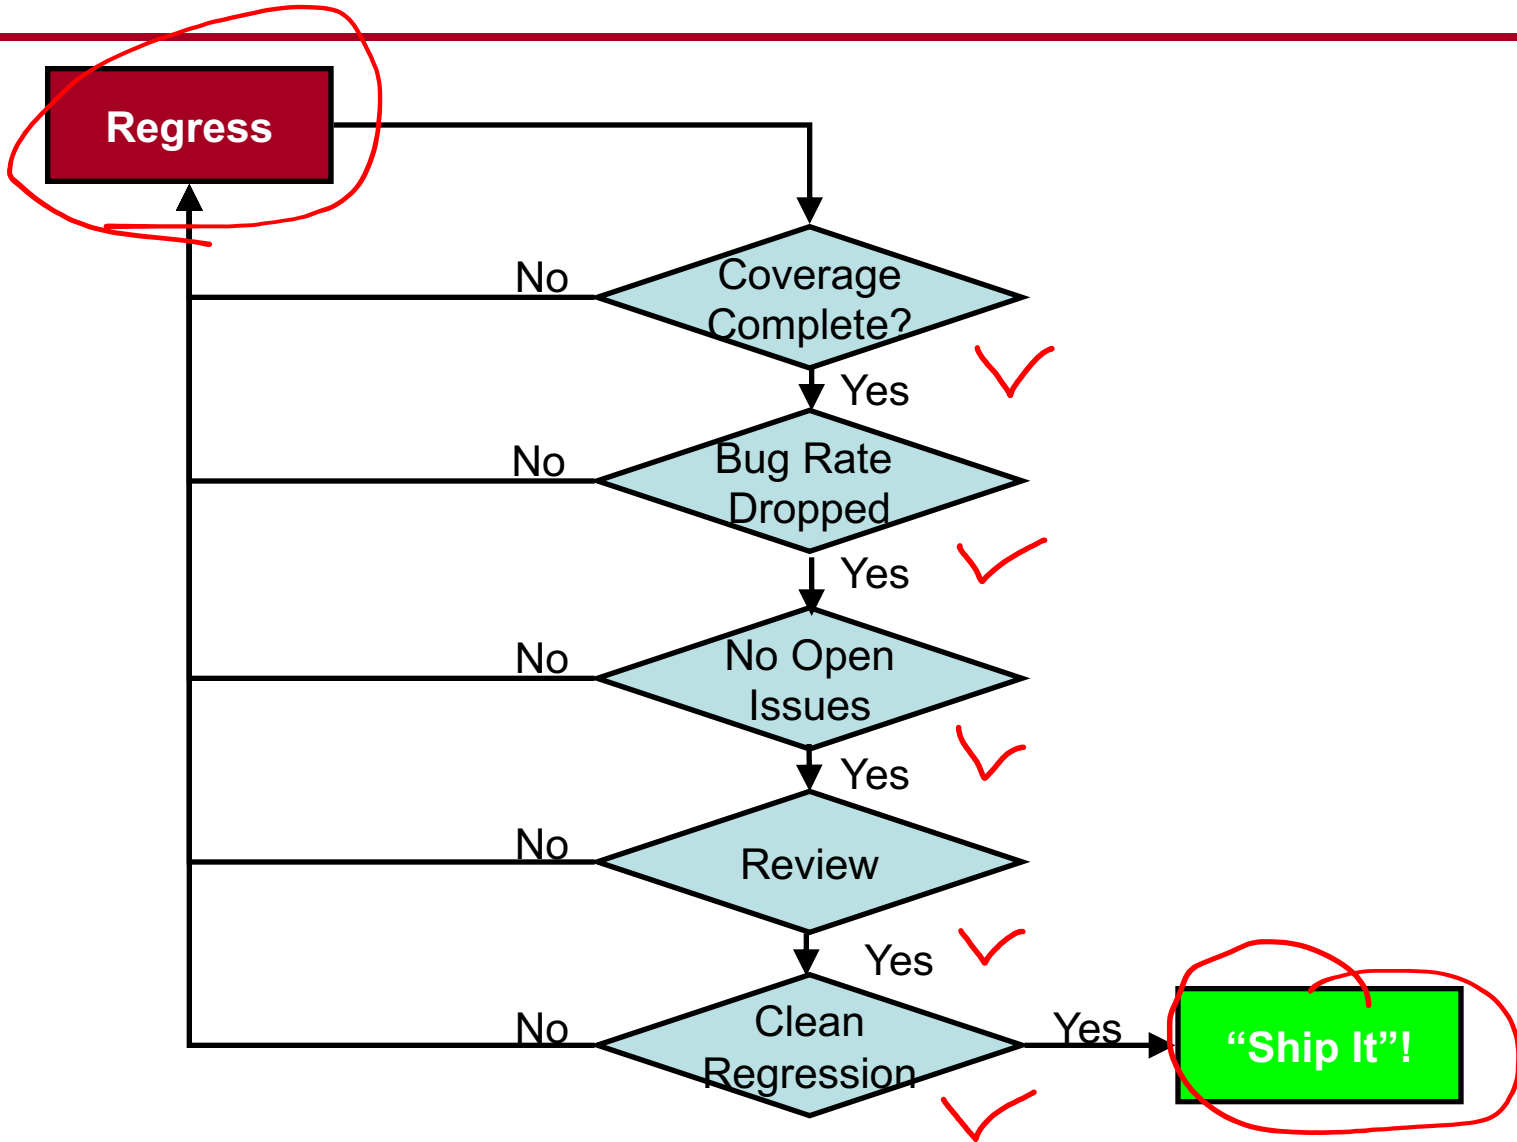 Regress
No
Coverage
Complete?
Yes
No
Bug Rate
Dropped
Yes
No
No Open
Issues
Yes
No
Review
Yes
No
Clean
Regression
Yes
“Ship It”!